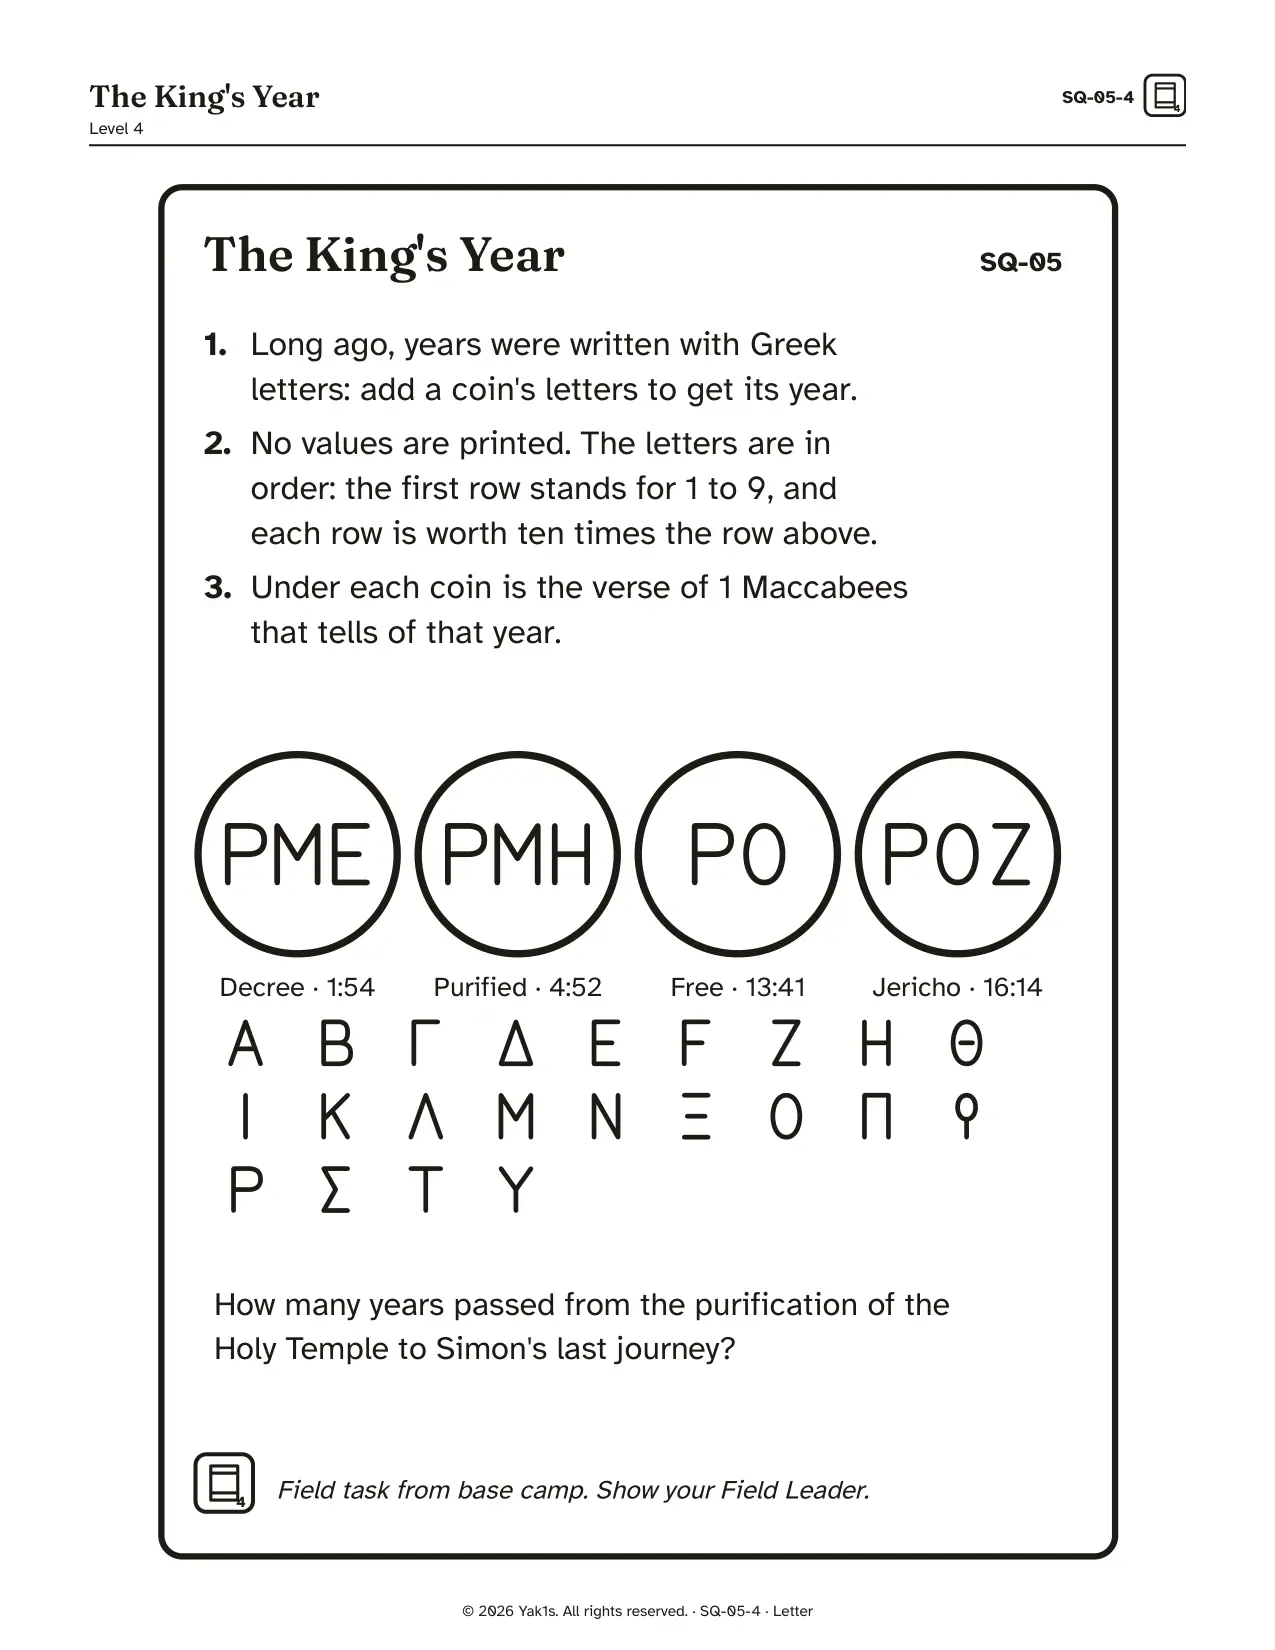 The King's Year
SQ-05-4
4
Level 4
The King's Year
SQ-05
1. Long ago, years were written with Greek
letters: add a coin's letters to get its year.
2. No values are printed. The letters are in
order: the first row stands for 1 to 9, and
each row is worth ten times the row above.
3. Under each coin is the verse of 1 Maccabees
that tells of that year.
ΡΜΕ ΡΜΗ ΡΟ ΡΟΖ
Decree · 1:54 Purified · 4:52 Free · 13:41 Jericho · 16:14
Α Β Γ Δ Ε F Ζ Η Θ
Ι Κ Λ Μ Ν Ξ Ο Π Ϙ
Ρ Σ Τ Υ
How many years passed from the purification of the
Holy Temple to Simon's last journey?
4
Field task from base camp. Show your Field Leader.
© 2026 Yak1s. All rights reserved. · SQ-05-4 · Letter